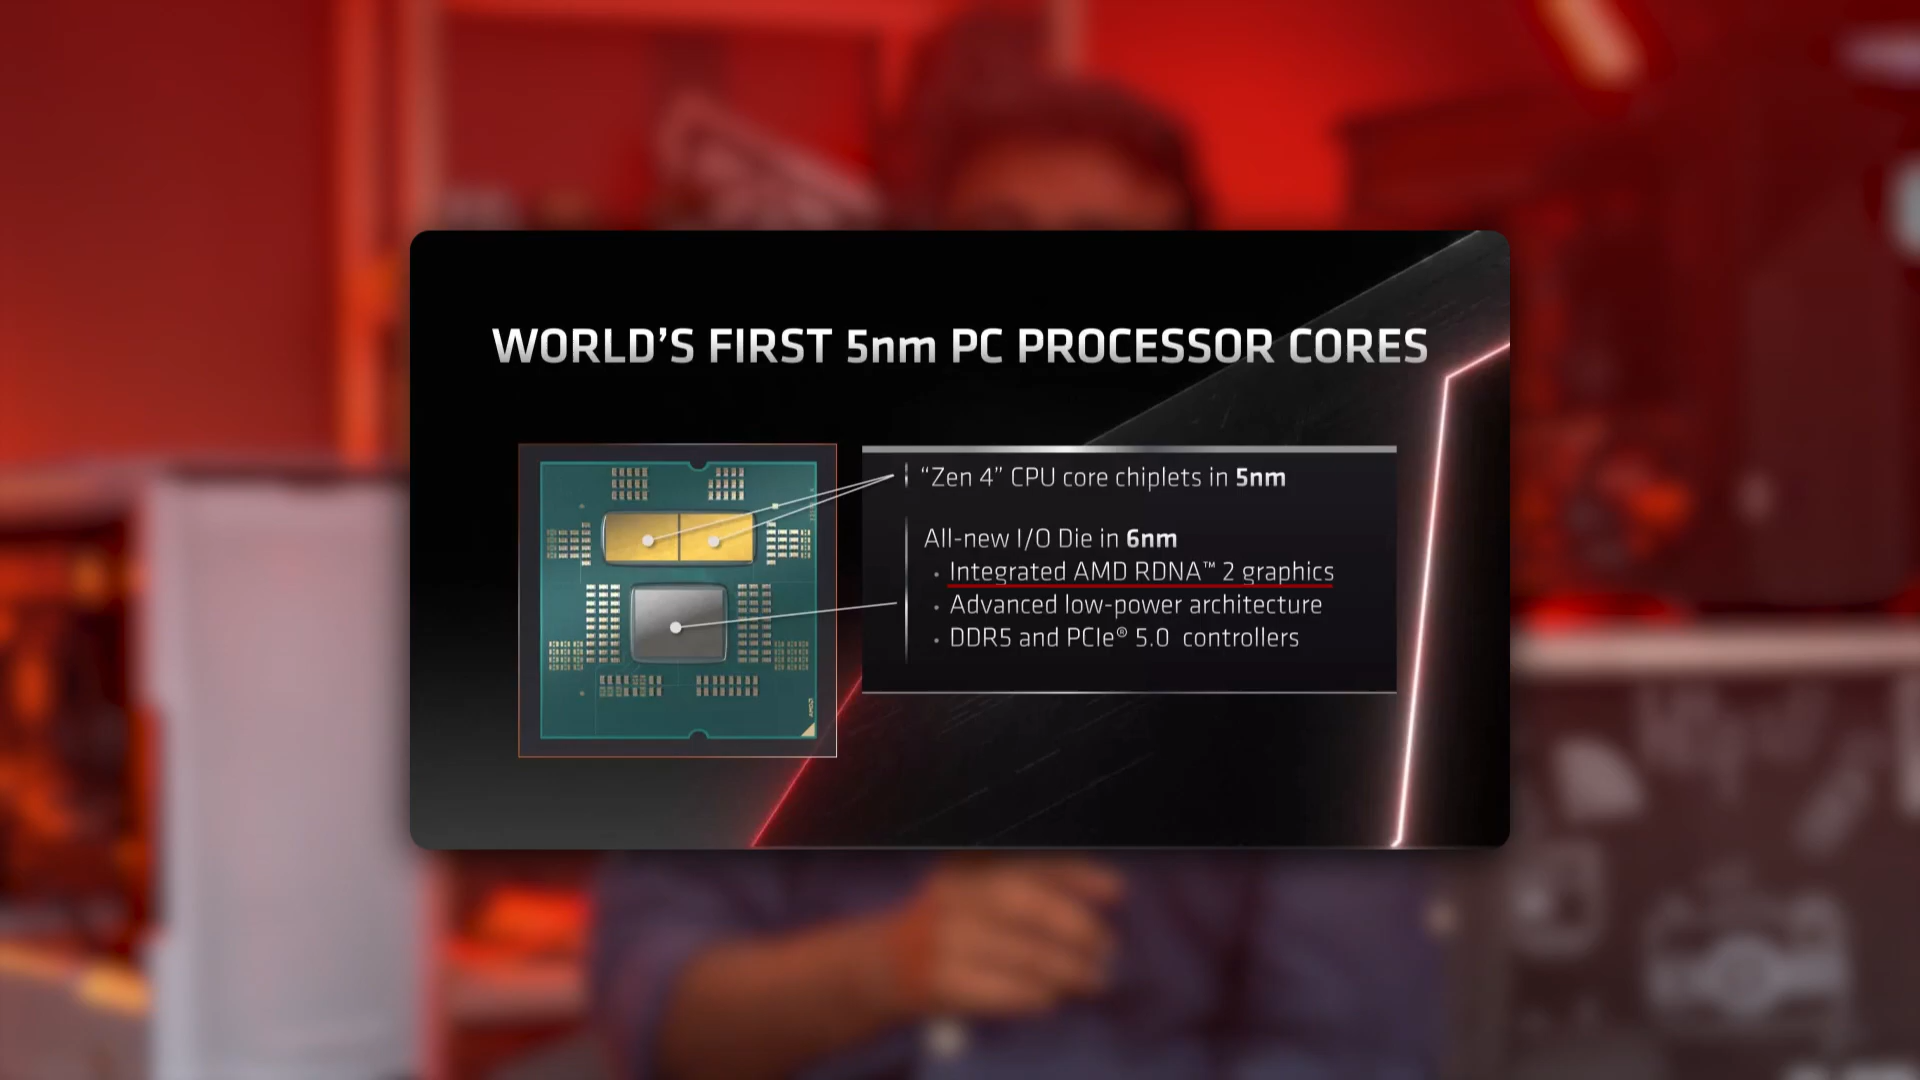 WORLD'S FIRST 5nm PC PROCESSOR CORES
“Zen 4” CPU core chiplets in 5nm
All-new I/O Die in 6nm
• Integrated AMD RDNA™ 2 graphics
• Advanced low-power architecture
• DDR5 and PCIe® 5.0 controllers